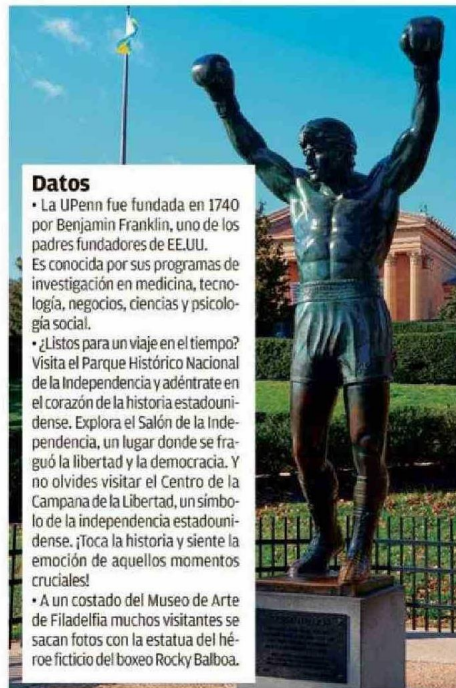 Datos
• La UPenn fue fundada en 1740
por Benjamin Franklin, uno de los
padres fundadores de EE.UU.
Es conocida por sus programas de
investigación en medicina, tecno-
logía, negocios, ciencias y psicolo-
gía social.
• ¿Listos para un viaje en el tiempo?
Visita el Parque Histórico Nacional
de la Independencia y adéntrate en
el corazón de la historia estadouni-
dense. Explora el Salón de la Inde-
pendencia, un lugar donde se fra-
guó la libertad y la democracia. Y
no olvides visitar el Centro de la
Campana de la Libertad, un símbo-
lo de la independencia estadouni-
dense. ¡Toca la historia y siente la
emoción de aquellos momentos
cruciales!
• A un costado del Museo de Arte
de Filadelfia muchos visitantes se
sacan fotos con la estatua del hé-
roe ficticio del boxeo Rocky Balboa.